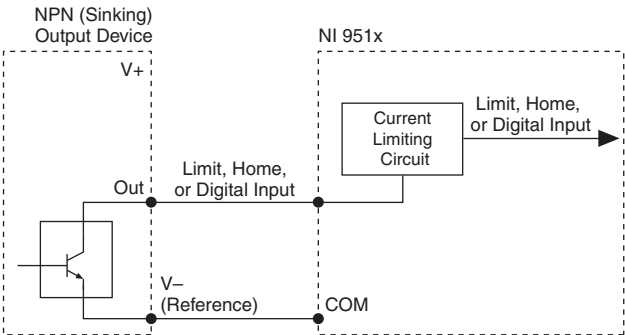 NPN (Sinking)
Output Device
NI 951x
V+
Current
Limiting
Circuit
Limit, Home,
or Digital Input
Limit, Home,
or Digital Input
Out
V–
(Reference)
COM